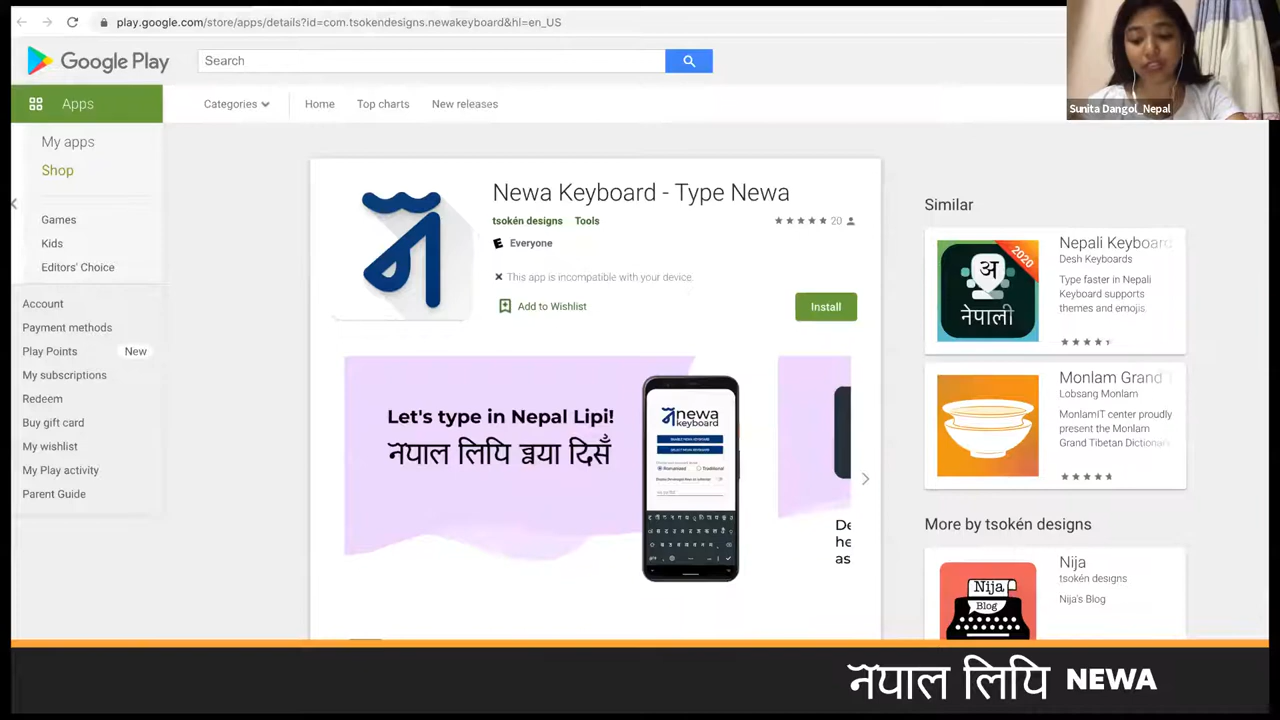 play.google.com/store/apps/details?id=com.tsokendesigns.newakeyboard&hl=en_US
Google Play
Search
Sunita Dangol_Nepal
Apps
Categories
Home
Top charts
New releases
My apps
Shop
Games
Kids
Editors' Choice
Account
Payment methods
Play Points
New
My subscriptions
Redeem
Buy gift card
My wishlist
My Play activity
Parent Guide
Newa Keyboard - Type Newa
tsokén designs Tools
20
Everyone
This app is incompatible with your device.
Add to Wishlist
Install
Let's type in Nepal Lipi!
𑐣𑐾𑐥𑐵𑐮 𑐮𑐶𑐥𑐶
newa
keyboard
De
he
as
Similar
2020
अ
नेपाली
Nepali Keyboard
Desh Keyboards
Type faster in Nepali
Keyboard supports
themes and emojis
Monlam Grand
Lobsang Monlam
MonlamIT center proudly
present the Monlam
Grand Tibetan Dictionar
More by tsokén designs
Nija
Blog
Nija
tsokén designs
Nija's Blog
𑐣𑐾𑐥𑐵𑐮 𑐮𑐶𑐥𑐶 NEWA